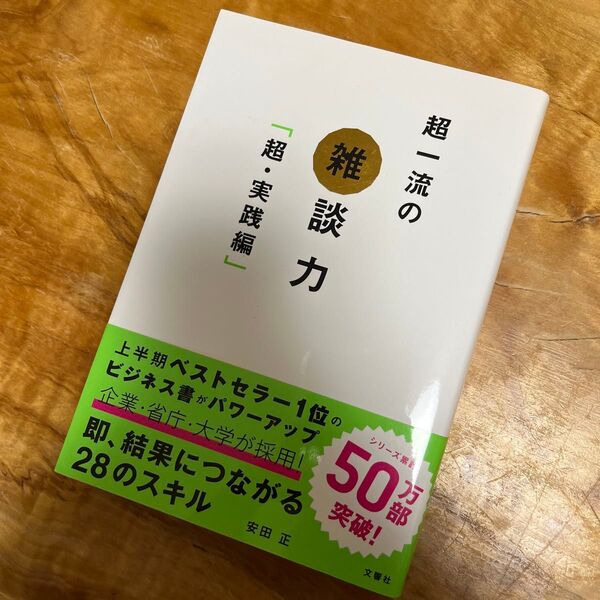 超一流の
雑談力
「超・実践編」
上半期ベストセラー1位の
ビジネス書がパワーアップ
企業・省庁・大学が採用!
即、結果につながる
28のスキル
安田 正
シリーズ累計
50万部
突破!
文響社